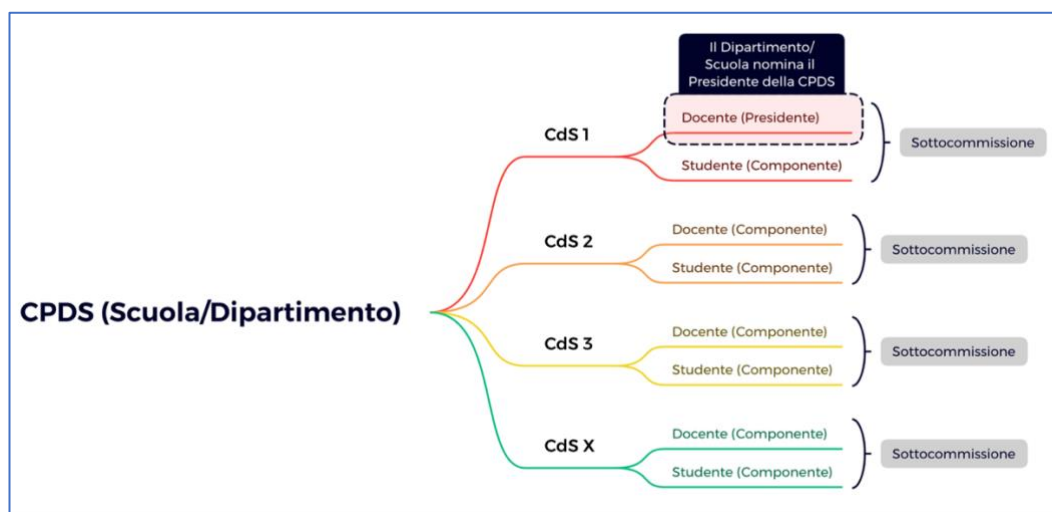 Il Dipartimento/
Scuola nomina il
Presidente della CPDS
CdS 1
Docente (Presidente)
Studente (Componente)
Sottocommissione
CdS 2
Docente (Componente)
Studente (Componente)
Sottocommissione
CPDS (Scuola/Dipartimento)
CdS 3
Docente (Componente)
Studente (Componente)
Sottocommissione
CdS X
Docente (Componente)
Studente (Componente)
Sottocommissione